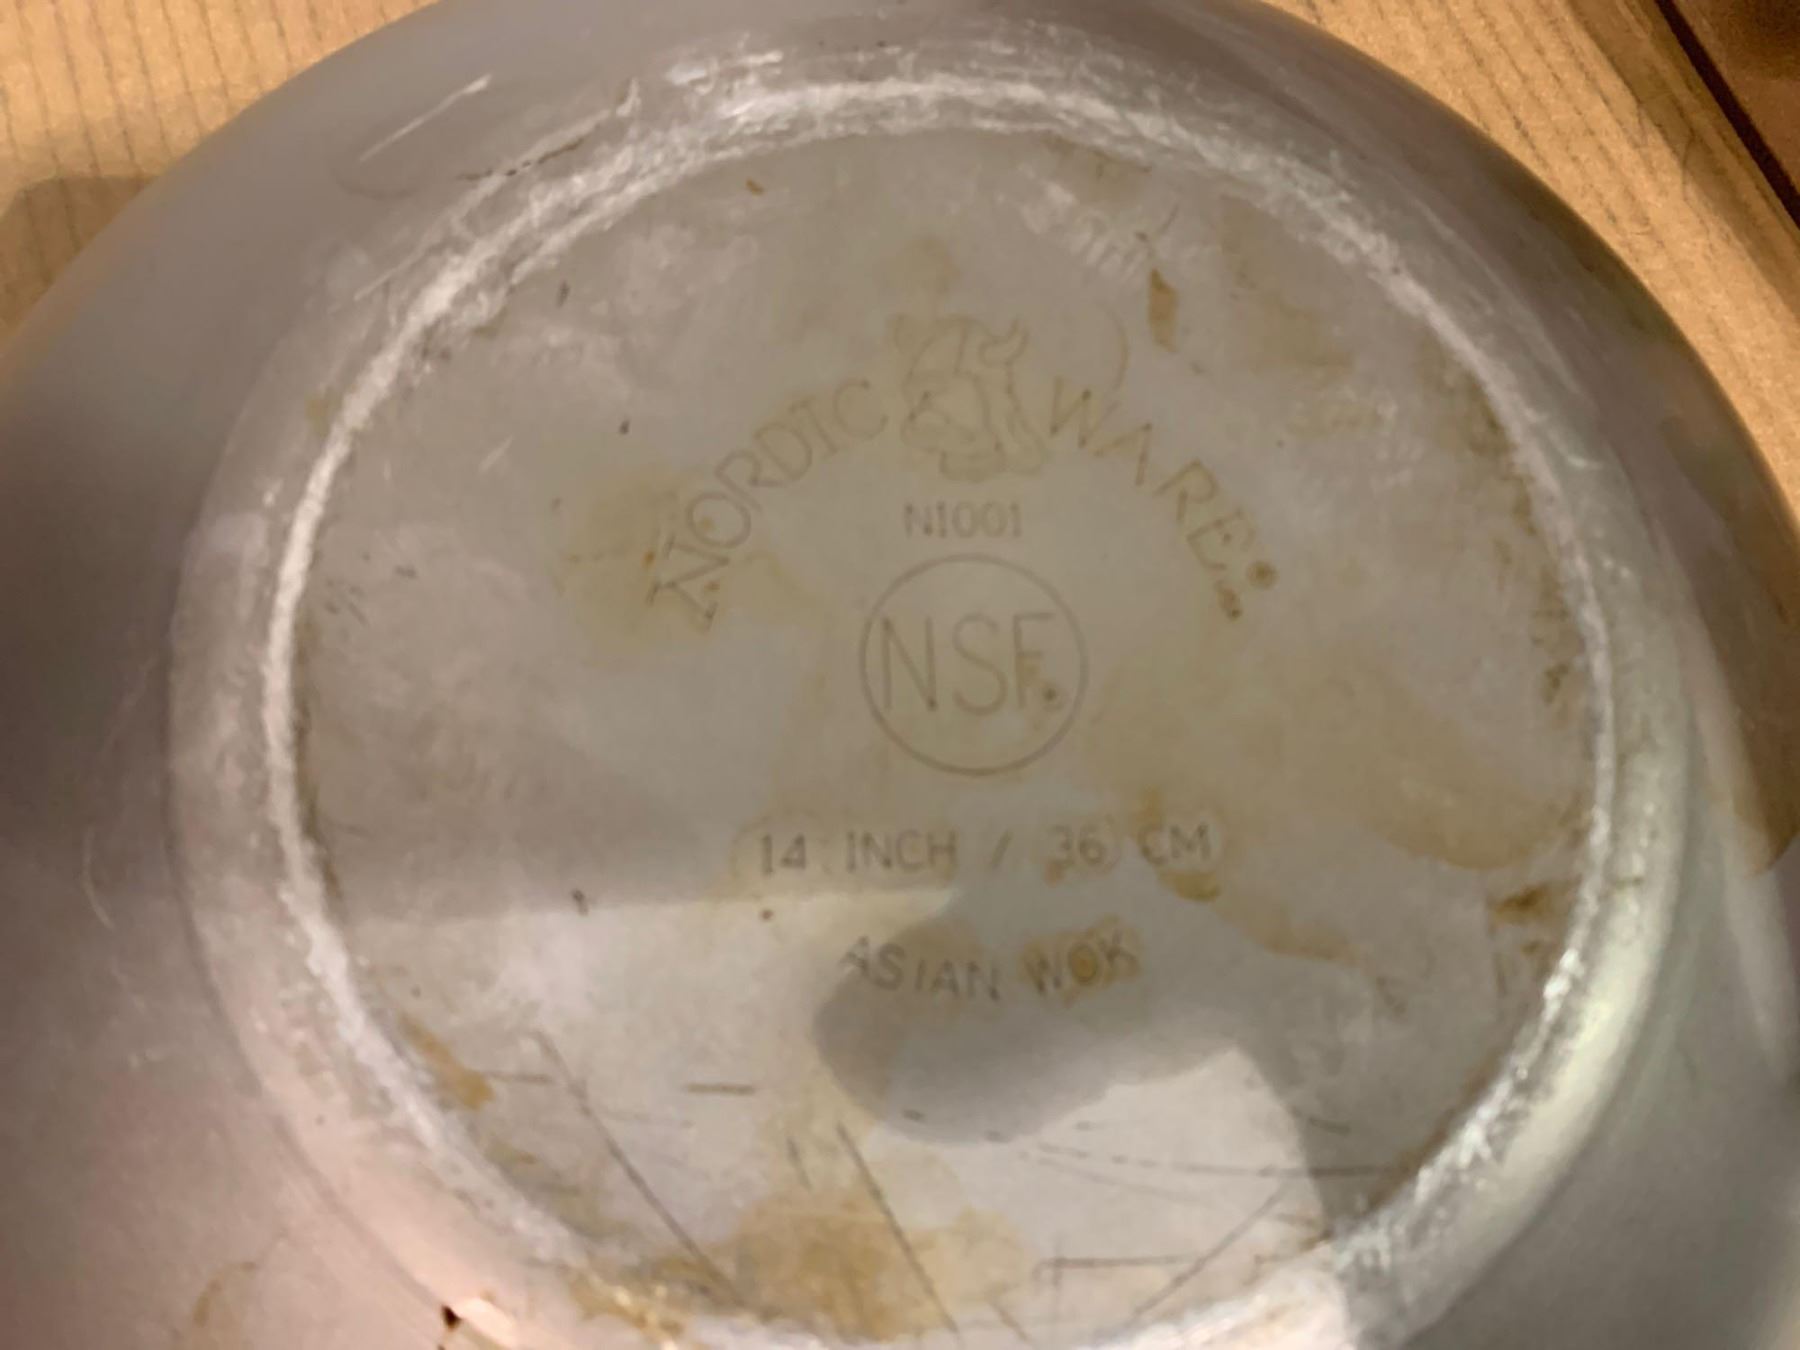 NORDIC WARE
N1001
NSF.
14 INCH / 36 CM
ASIAN WOK